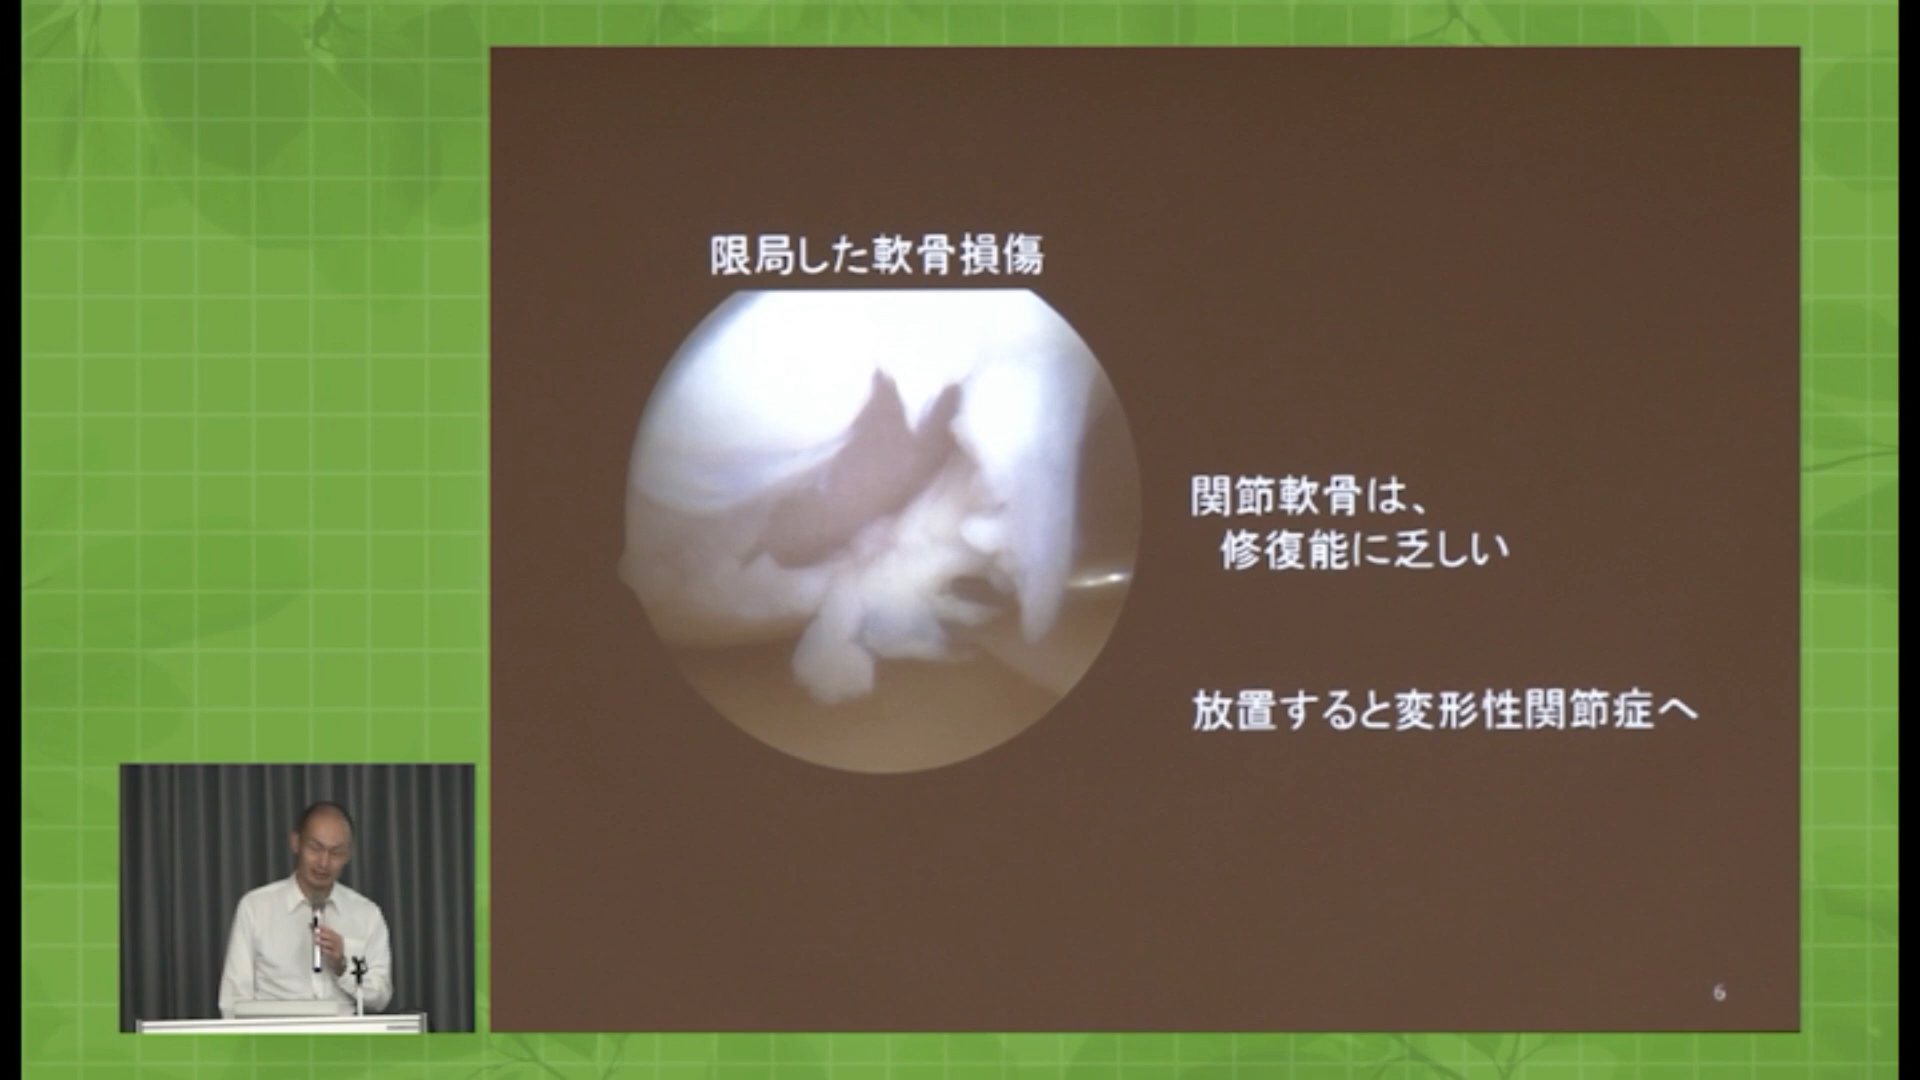 限局した軟骨損傷
関節軟骨は、
修復能に乏しい
放置すると変形性関節症へ
6